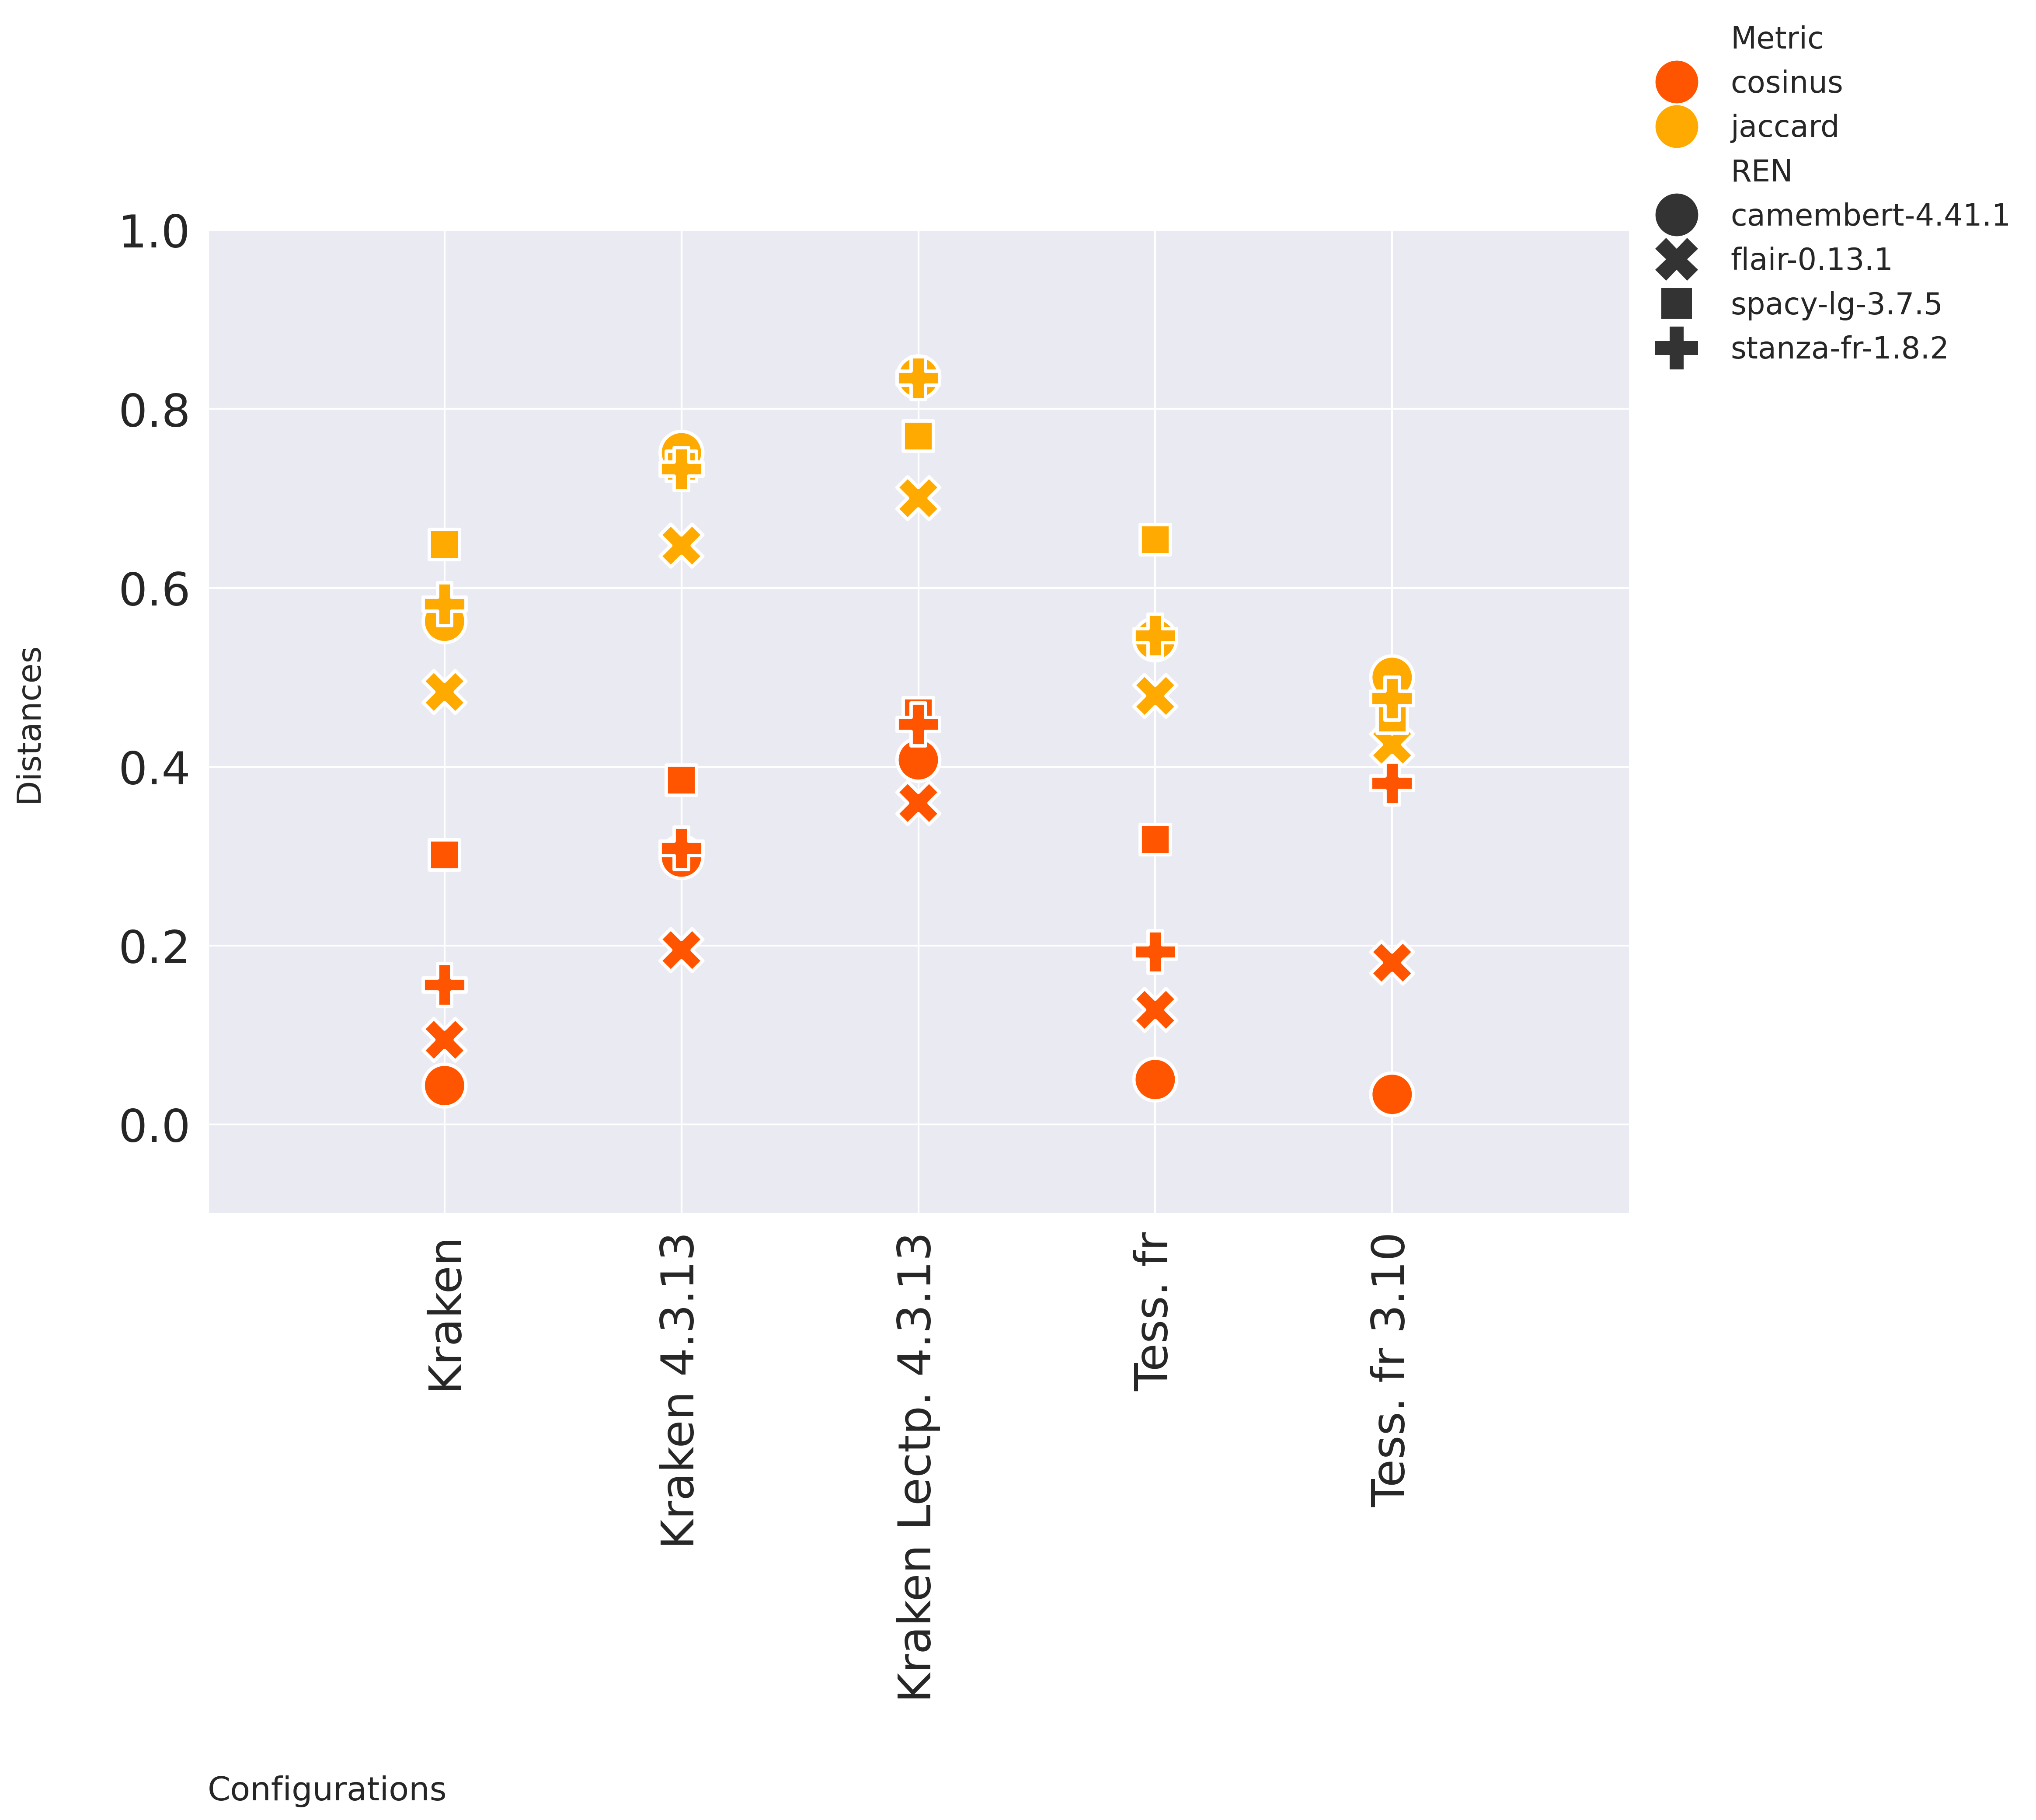 Metric
cosinus
jaccard
REN
camembert-4.41.1
flair-0.13.1
spacy-lg-3.7.5
stanza-fr-1.8.2
1.0
0.8
0.6
0.4
0.2
0.0
Distances
Kraken
Kraken 4.3.13
Kraken Lectp. 4.3.13
Tess. fr
Tess. fr 3.10
Configurations